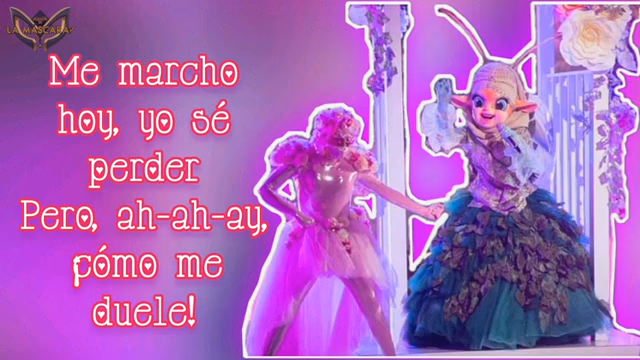 LA MÁSCARA
Me marcho
hoy, yo sé
perder
Pero, ah-ah-ay,
cómo me
duele!